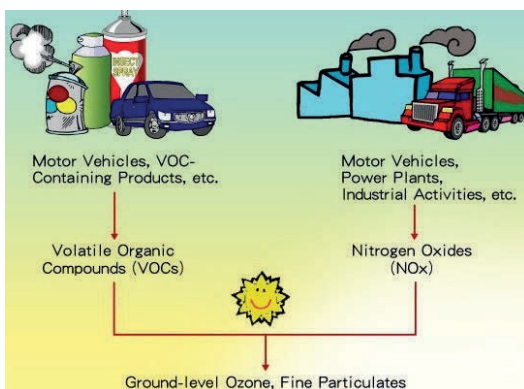 INSECT
SPRAY
Motor Vehicles, VOC-
Containing Products, etc.
Motor Vehicles,
Power Plants,
Industrial Activities, etc.
Volatile Organic
Compounds (VOCs)
Nitrogen Oxides
(NOx)
Ground-level Ozone, Fine Particulates